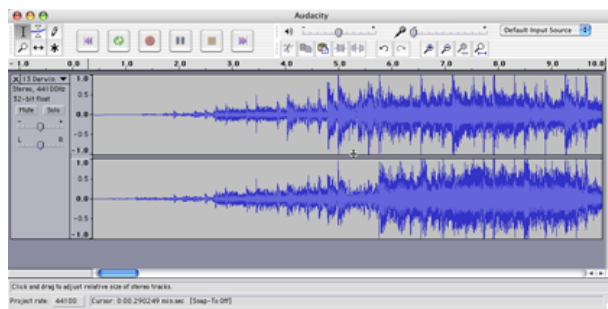 Audacity
Default Input Source
- 1.0 0.0 1.0 2.0 3.0 4.0 5.0 6.0 7.0 8.0 9.0 10.0
X 15 Darwin
Stereo, 44100Hz
32-bit float
Mute Solo
- +
L R
1.0
0.5
0.0
-0.5
-1.0
1.0
0.5
0.0
-0.5
-1.0
Click and drag to adjust relative size of stereo tracks.
Project rate: 44100 Cursor: 0:00.290249 min:sec [Snap-To Off]